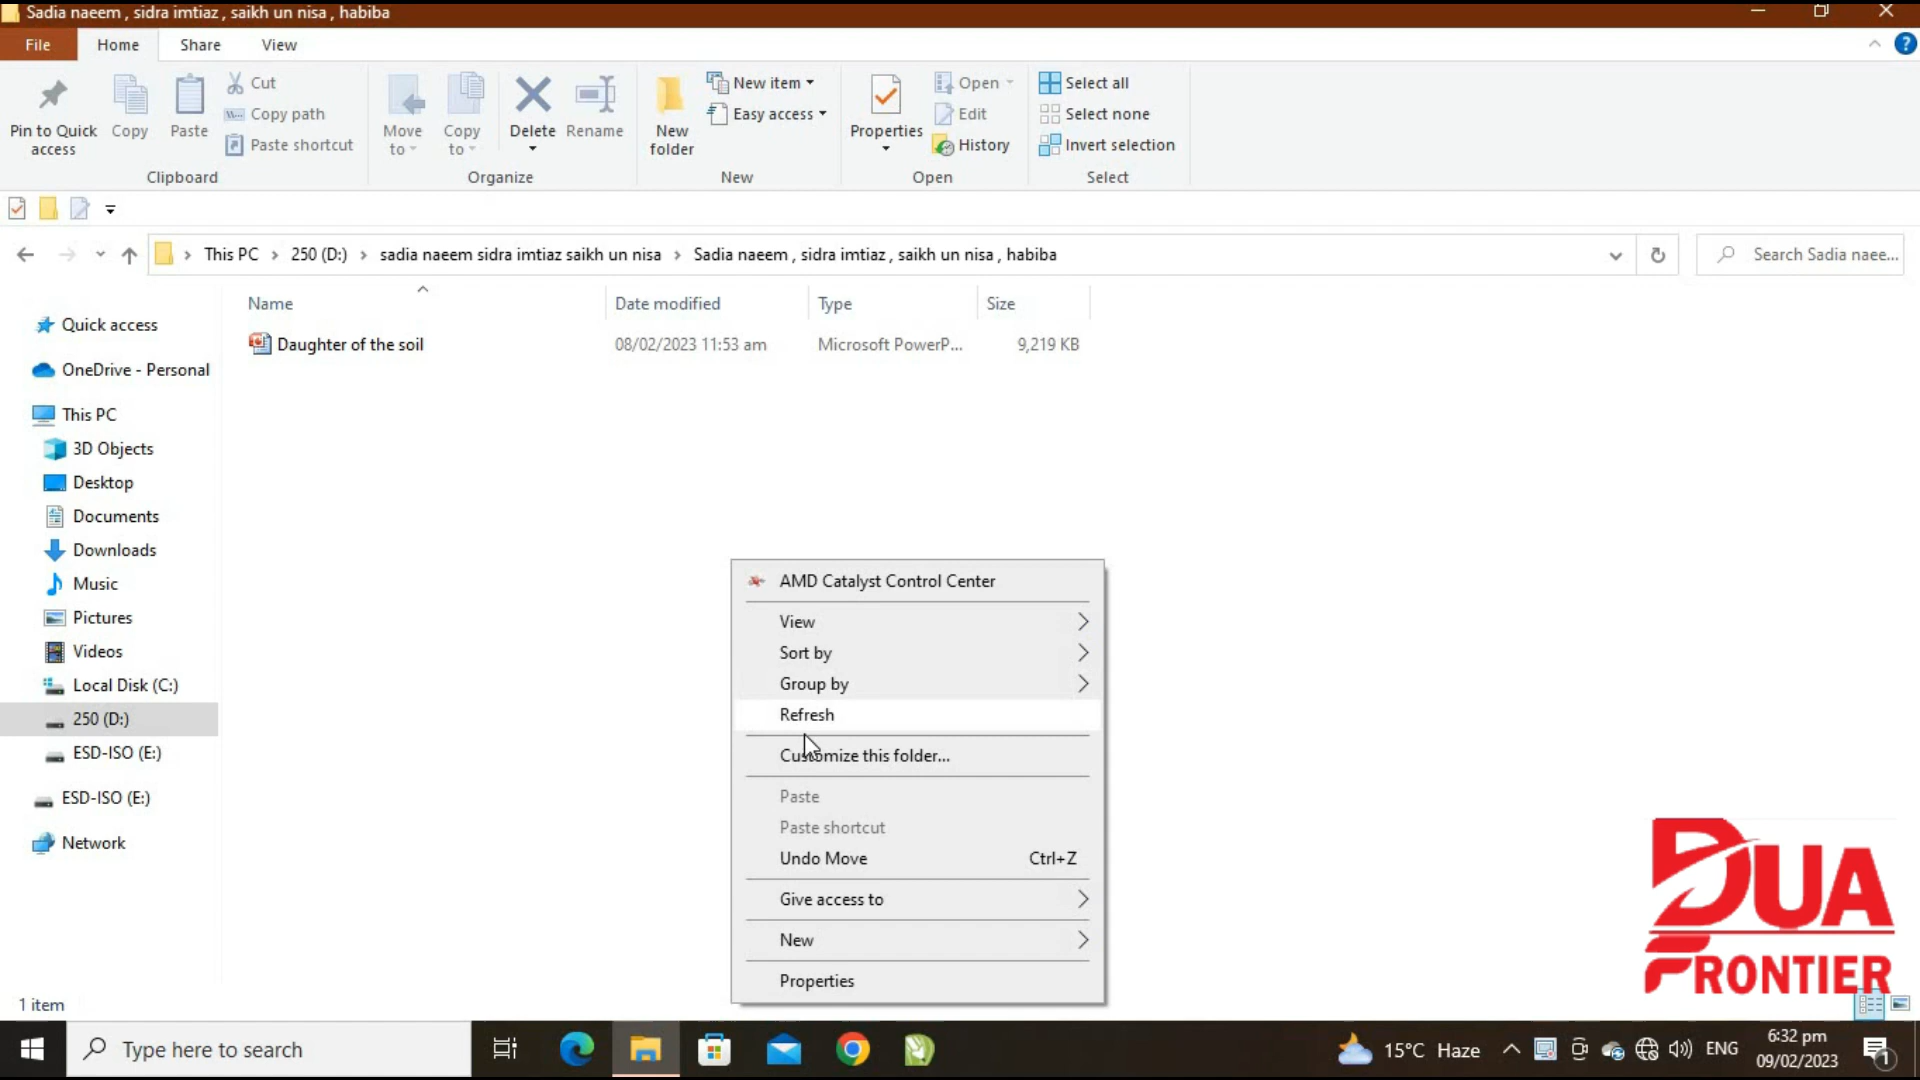 Sadia naeem , sidra imtiaz , saikh un nisa , habiba
File Home Share View
Pin to Quick access
Copy
Paste
Cut
Copy path
Paste shortcut
Clipboard
Move to
Copy to
Delete
Rename
Organize
New folder
New item
Easy access
New
Properties
Open
Edit
History
Open
Select all
Select none
Invert selection
Select
This PC > 250 (D:) > sadia naeem sidra imtiaz saikh un nisa > Sadia naeem , sidra imtiaz , saikh un nisa , habiba
Search Sadia naee...
Name Date modified Type Size
Daughter of the soil 08/02/2023 11:53 am Microsoft PowerP... 9,219 KB
Quick access
OneDrive - Personal
This PC
3D Objects
Desktop
Documents
Downloads
Music
Pictures
Videos
Local Disk (C:)
250 (D:)
ESD-ISO (E:)
ESD-ISO (E:)
Network
AMD Catalyst Control Center
View
Sort by
Group by
Refresh
Customize this folder...
Paste
Paste shortcut
Undo Move Ctrl+Z
Give access to
New
Properties
DUA
FRONTIER
1 item
Type here to search
15°C Haze
ENG
6:32 pm
09/02/2023
1